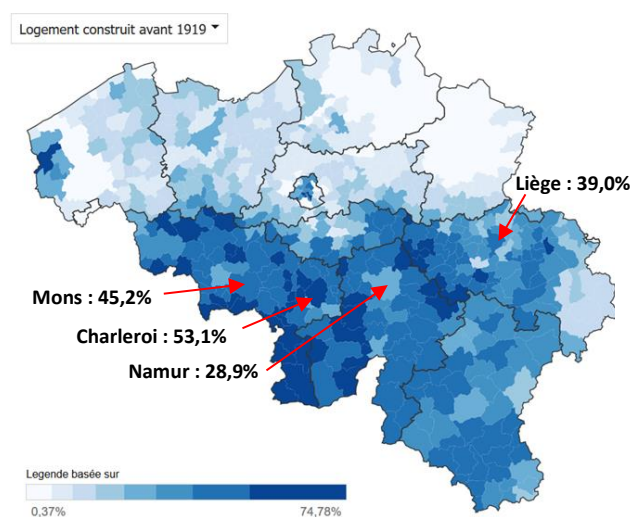 Logement construit avant 1919
Liège : 39,0%
Mons : 45,2%
Charleroi : 53,1%
Namur : 28,9%
Legende basée sur
0,37%
74,78%